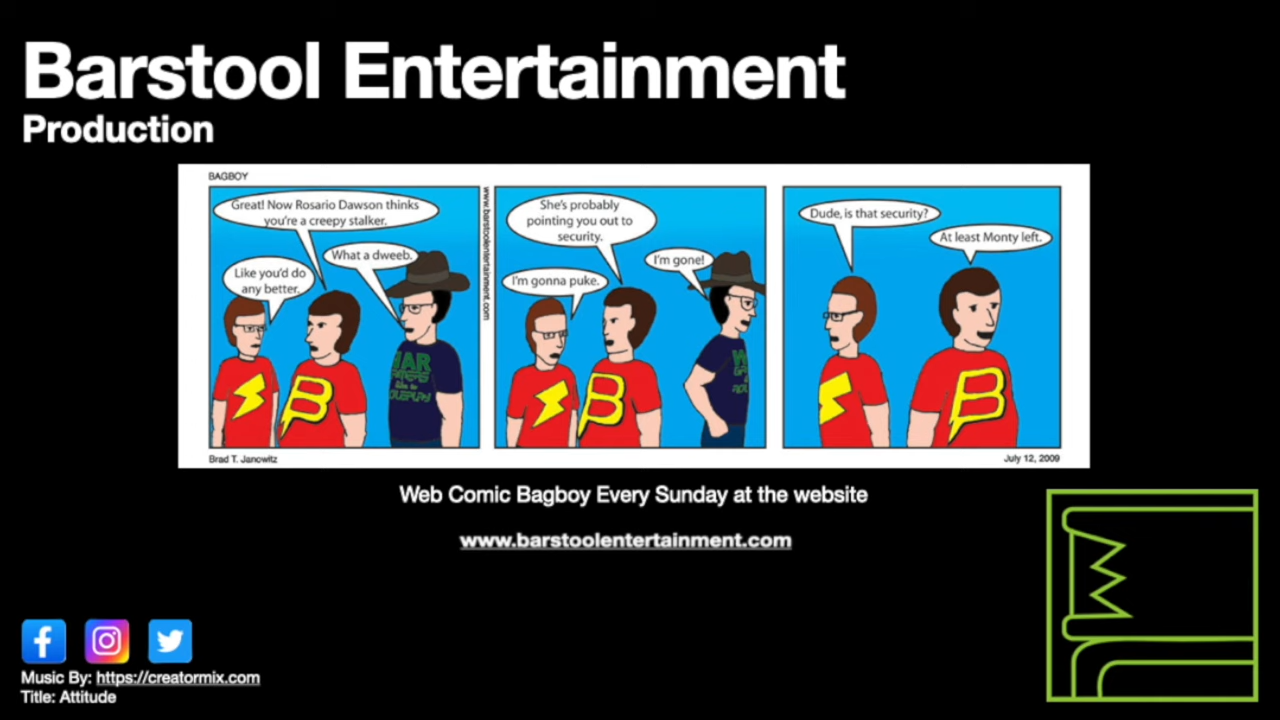 Barstool Entertainment
Production
BAGBOY
Great! Now Rosario Dawson thinks
you're a creepy stalker.
What a dweeb.
Like you'd do
any better.
www.barstoolentertainment.com
She's probably
pointing you out to
security.
I'm gone!
I'm gonna puke.
Dude, is that security?
At least Monty left.
B
B
B
Brad T. Janowitz
July 12, 2009
Web Comic Bagboy Every Sunday at the website
www.barstoolentertainment.com
Music By: https://creatormix.com
Title: Attitude